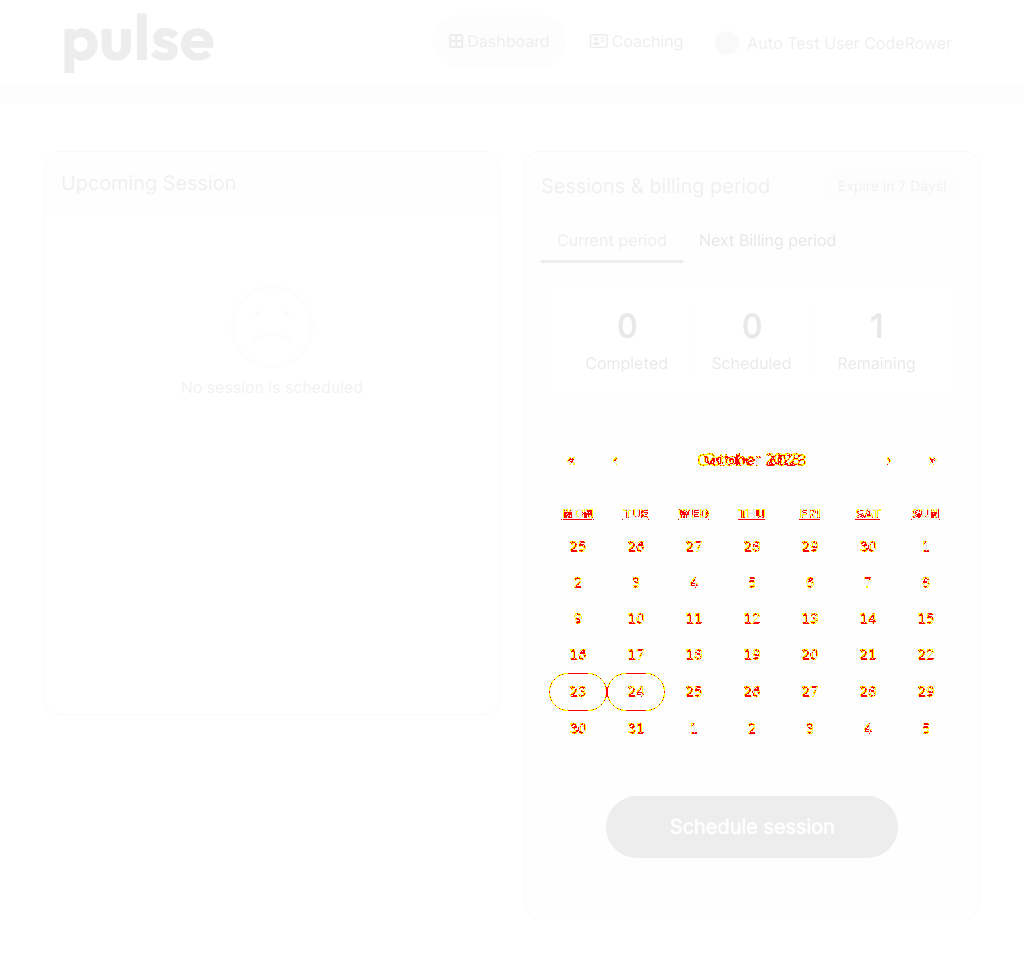 pulse
Dashboard
Coaching
Auto Test User CodeRower
Upcoming Session
No session is scheduled
Sessions & billing period
Expire in 7 Days!
Current period
Next Billing period
0 0 1
Completed Scheduled Remaining
« ‹ October 2023 › »
MON TUE WED THU FRI SAT SUN
25 26 27 28 29 30 1
2 3 4 5 6 7 8
9 10 11 12 13 14 15
16 17 18 19 20 21 22
23 24 25 26 27 28 29
30 31 1 2 3 4 5
Schedule session